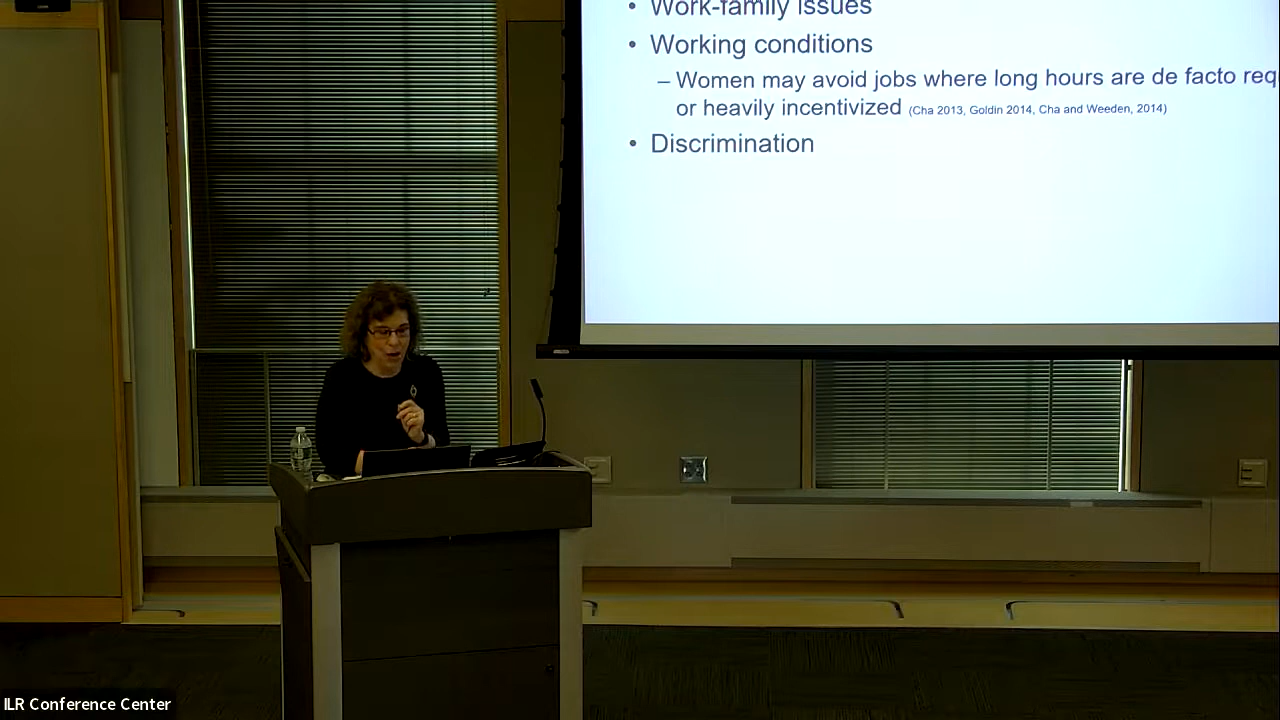 • Work-family issues
• Working conditions
– Women may avoid jobs where long hours are de facto req
or heavily incentivized (Cha 2013, Goldin 2014, Cha and Weeden, 2014)
• Discrimination
ILR Conference Center